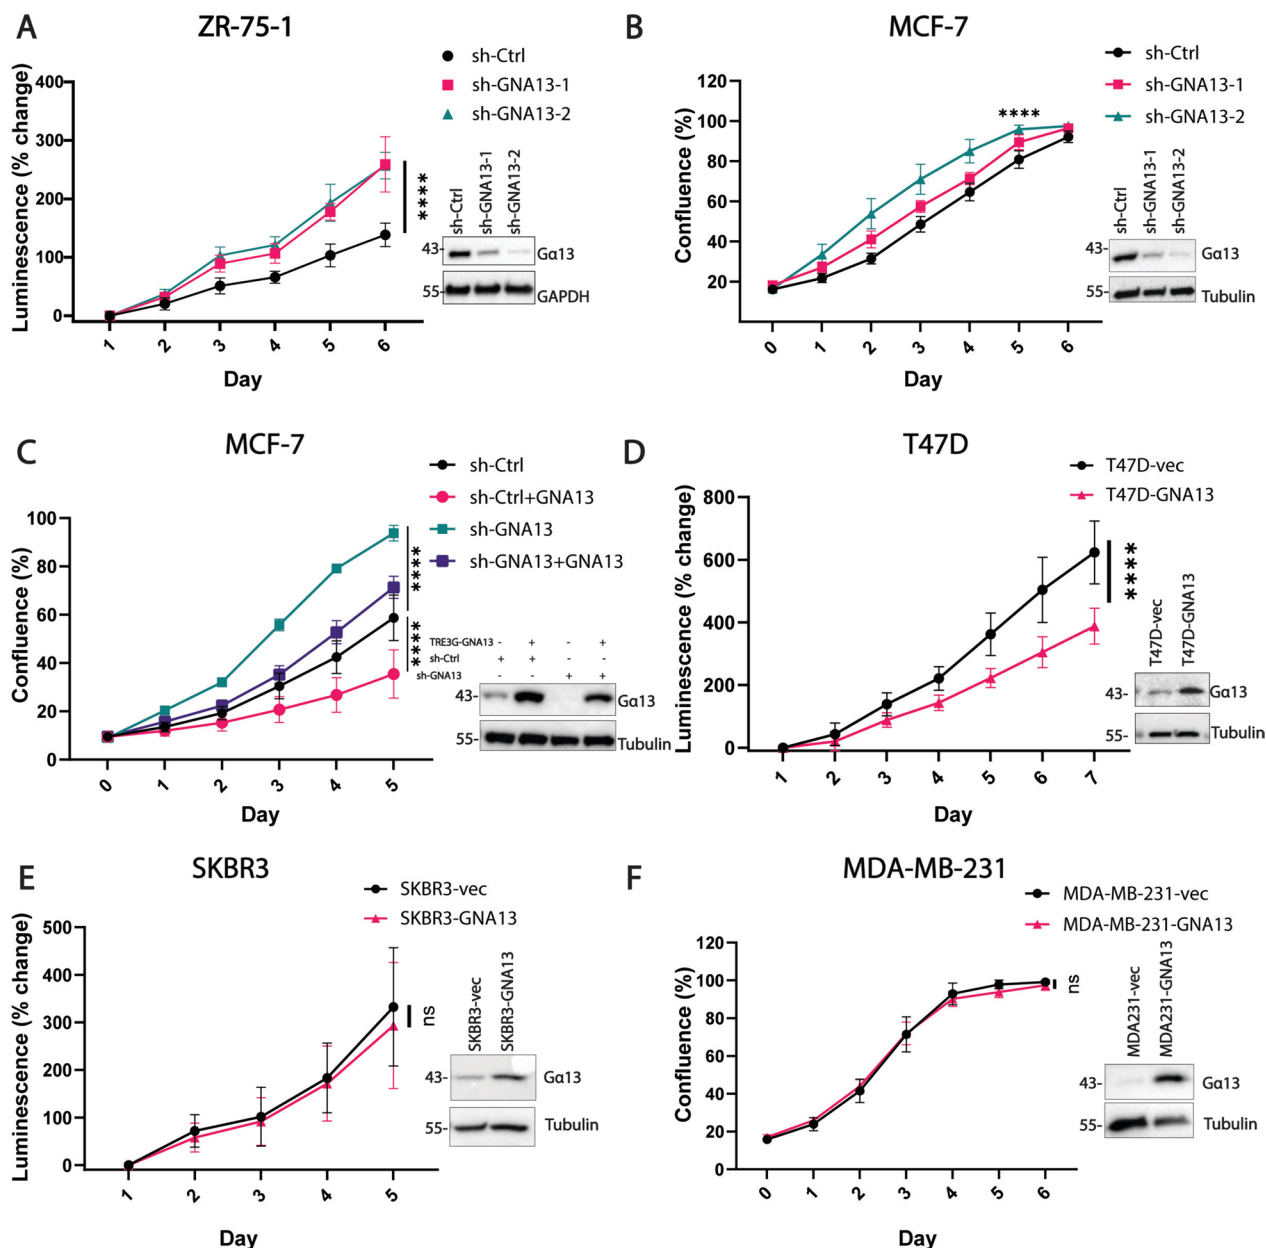 A
ZR-75-1
sh-Ctrl
sh-GNA13-1
sh-GNA13-2
Luminescence (% change)
400
300
200
100
0
1 2 3 4 5 6
Day
****
sh-Ctrl
sh-GNA13-1
sh-GNA13-2
43-
Gα13
55-
GAPDH
B
MCF-7
sh-Ctrl
sh-GNA13-1
sh-GNA13-2
Confluence (%)
120
100
80
60
40
20
0 1 2 3 4 5 6
Day
****
sh-Ctrl
sh-GNA13-1
sh-GNA13-2
43-
Gα13
55-
Tubulin
C
MCF-7
sh-Ctrl
sh-Ctrl+GNA13
sh-GNA13
sh-GNA13+GNA13
Confluence (%)
100
80
60
40
20
0
0 1 2 3 4 5
Day
****
****
TRE3G-GNA13 - + - +
sh-Ctrl + + - -
sh-GNA13 - - + +
43-
Gα13
55-
Tubulin
D
T47D
T47D-vec
T47D-GNA13
Luminescence (% change)
800
600
400
200
0
1 2 3 4 5 6 7
Day
****
T47D-vec
T47D-GNA13
43-
Gα13
55-
Tubulin
E
SKBR3
SKBR3-vec
SKBR3-GNA13
Luminescence (% change)
500
400
300
200
100
0
1 2 3 4 5
Day
ns
SKBR3-vec
SKBR3-GNA13
43-
Gα13
55-
Tubulin
F
MDA-MB-231
MDA-MB-231-vec
MDA-MB-231-GNA13
Confluence (%)
120
100
80
60
40
20
0
0 1 2 3 4 5 6
Day
ns
MDA231-vec
MDA231-GNA13
43-
Gα13
55-
Tubulin